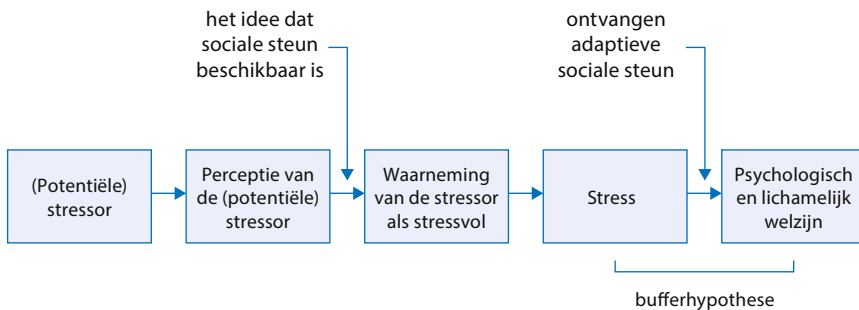 het idee dat
sociale steun
beschikbaar is
ontvangen
adaptieve
sociale steun
(Potentiële)
stressor
Perceptie van
de (potentiële)
stressor
Waarneming
van de stressor
als stressvol
Stress
Psychologisch
en lichamelijk
welzijn
bufferhypothese